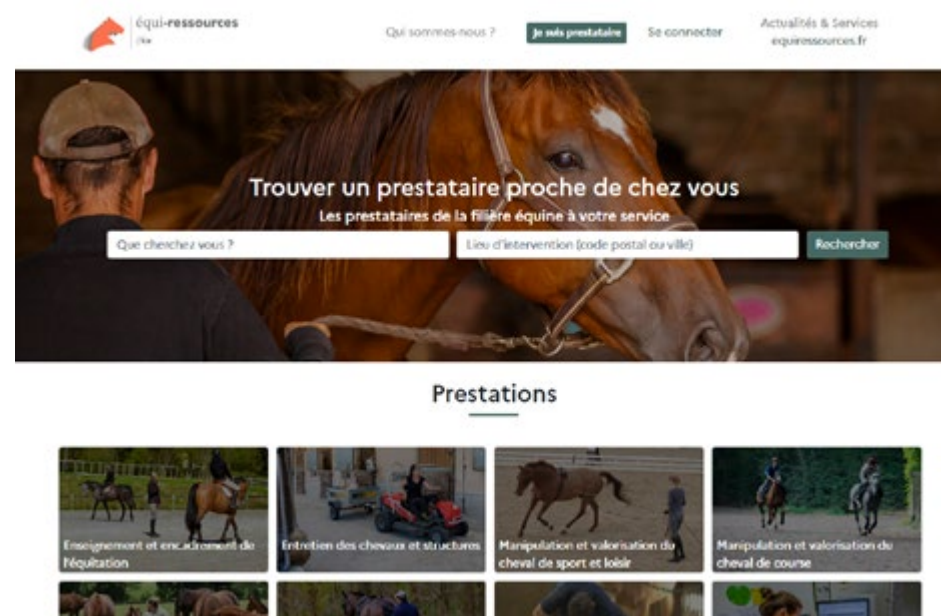 équi-ressources
ifce
Qui sommes-nous ?
Je suis prestataire
Se connecter
Actualités & Services
equiressources.fr
Trouver un prestataire proche de chez vous
Les prestataires de la filière équine à votre service
Que cherchez vous ?
Lieu d'intervention (code postal ou ville)
Rechercher
Prestations
Enseignement et encadrement de
l'équitation
Entretien des chevaux et structures
Manipulation et valorisation du
cheval de sport et loisir
Manipulation et valorisation du
cheval de course